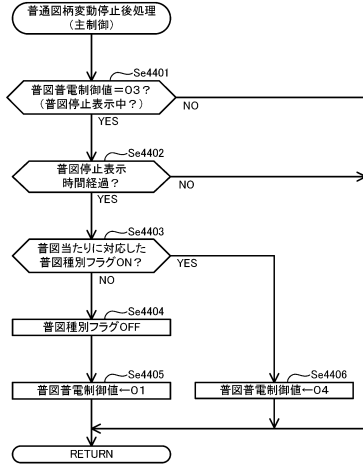 普通図柄変動停止後処理
(主制御)
Se4401
普図普電制御値=03?
(普図停止表示中?)
NO
YES
Se4402
普図停止表示
時間経過?
NO
YES
Se4403
普図当たりに対応した
普図種別フラグON?
YES
NO
Se4404
普図種別フラグOFF
Se4405
普図普電制御値←01
Se4406
普図普電制御値←04
RETURN